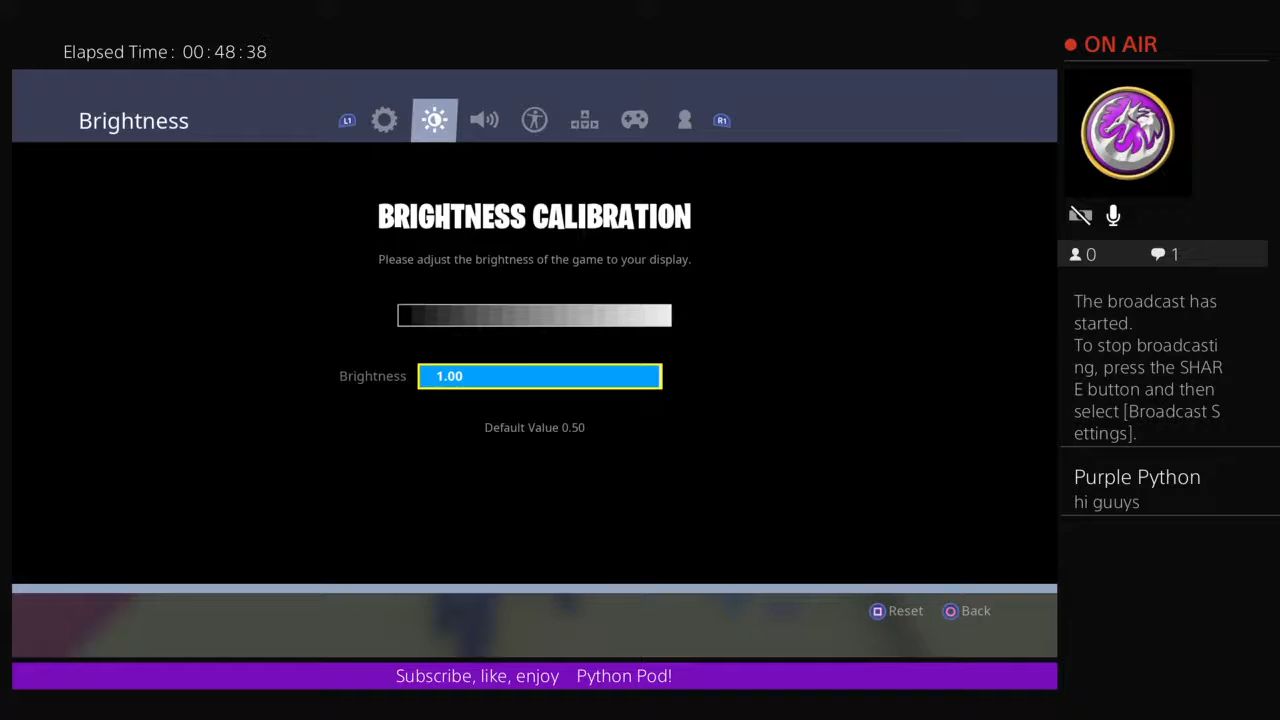 Elapsed Time: 00:48:38
ON AIR
Brightness
L1
R1
BRIGHTNESS CALIBRATION
Please adjust the brightness of the game to your display.
Brightness 1.00
Default Value 0.50
Reset Back
Subscribe, like, enjoy Python Pod!
0 1
The broadcast has
started.
To stop broadcasti
ng, press the SHAR
E button and then
select [Broadcast S
ettings].
Purple Python
hi guuys